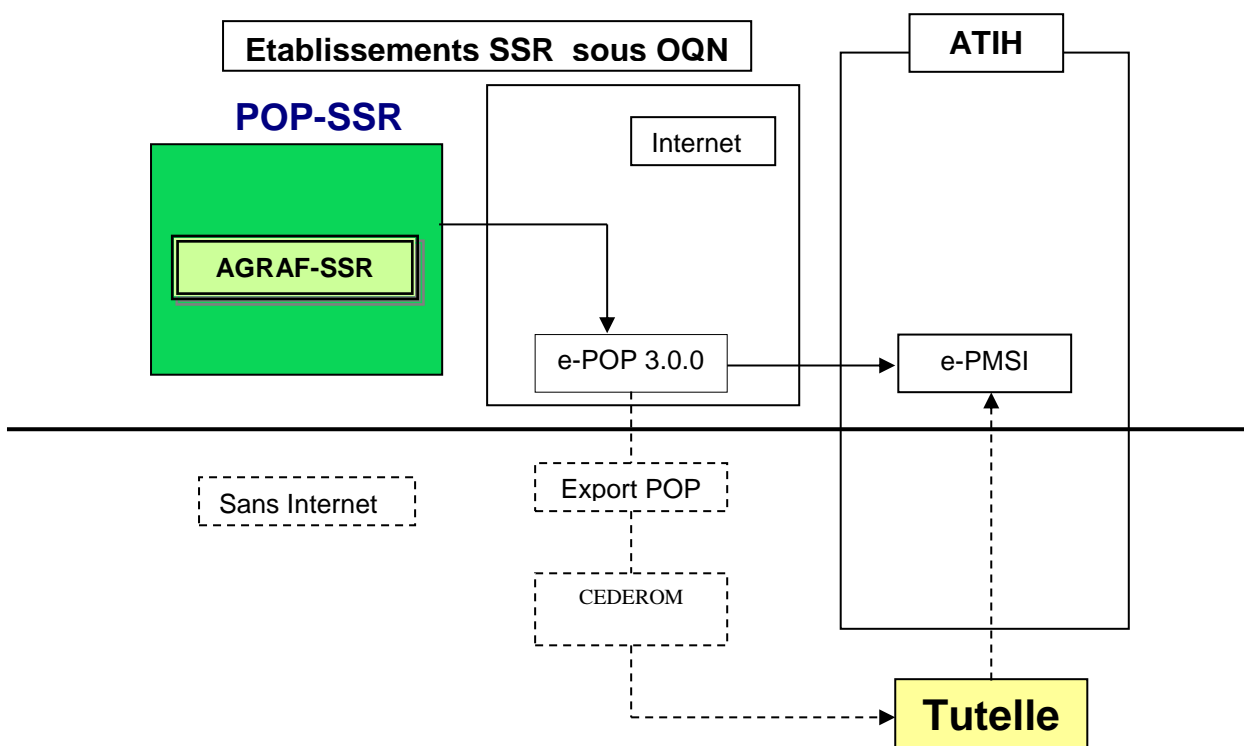 Etablissements SSR sous OQN
ATIH
POP-SSR
Internet
AGRAF-SSR
e-POP 3.0.0
e-PMSI
Sans Internet
Export POP
CEDEROM
Tutelle